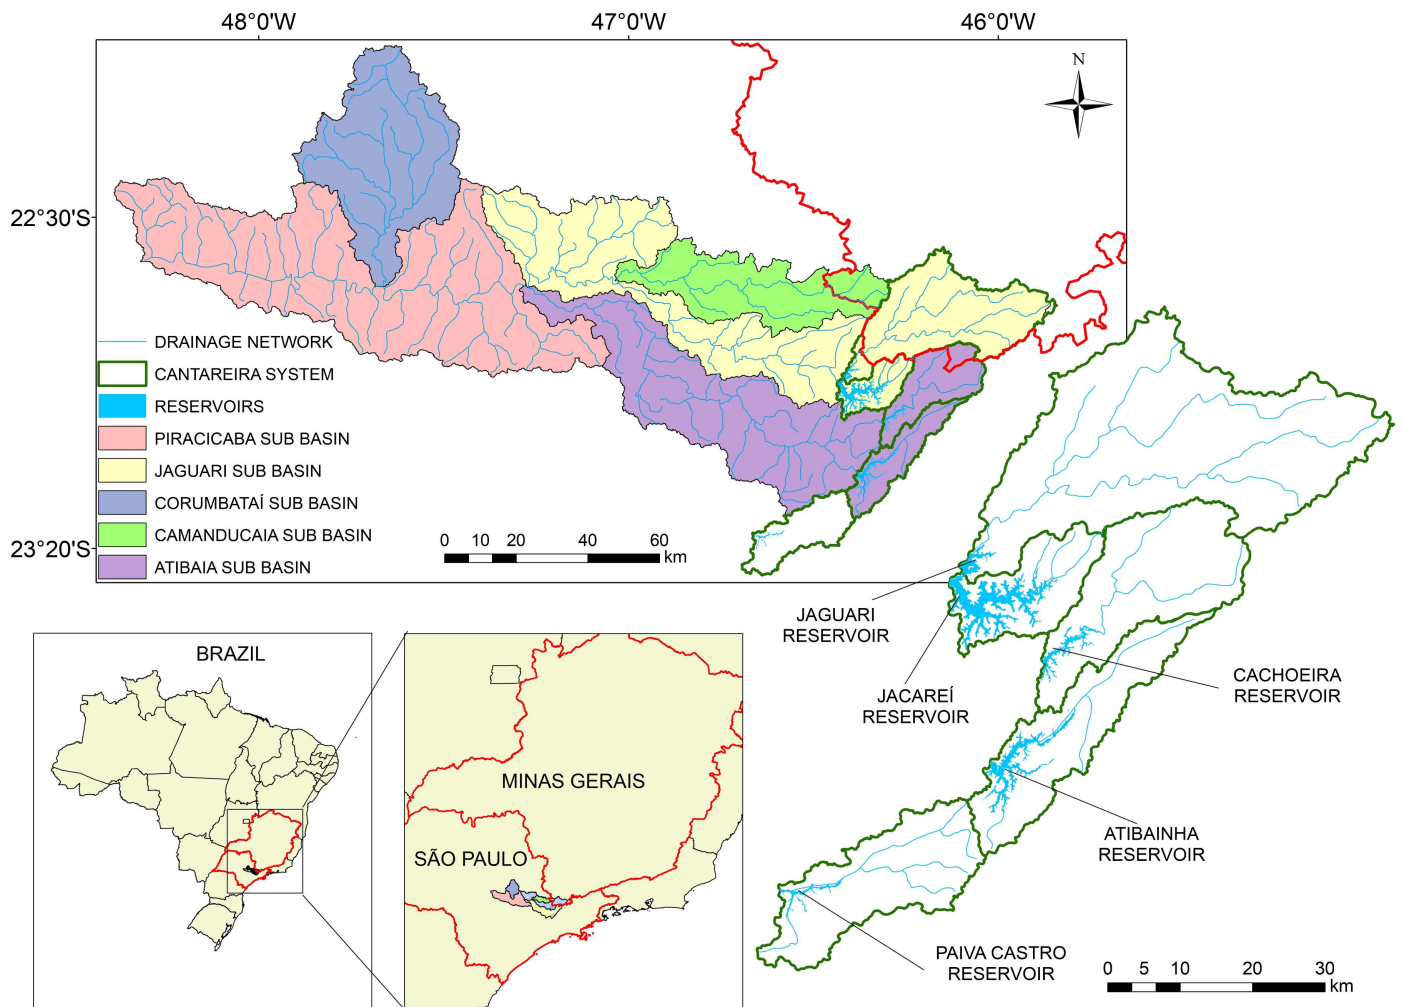 48°0'W 47°0'W 46°0'W
N
22°30'S
23°20'S
DRAINAGE NETWORK
CANTAREIRA SYSTEM
RESERVOIRS
PIRACICABA SUB BASIN
JAGUARI SUB BASIN
CORUMBATAÍ SUB BASIN
CAMANDUCAIA SUB BASIN
ATIBAIA SUB BASIN
0 10 20 40 60
km
JAGUARI
RESERVOIR
JACAREÍ
RESERVOIR
CACHOEIRA
RESERVOIR
ATIBAINHA
RESERVOIR
PAIVA CASTRO
RESERVOIR
BRAZIL
MINAS GERAIS
SÃO PAULO
0 5 10 20 30
km